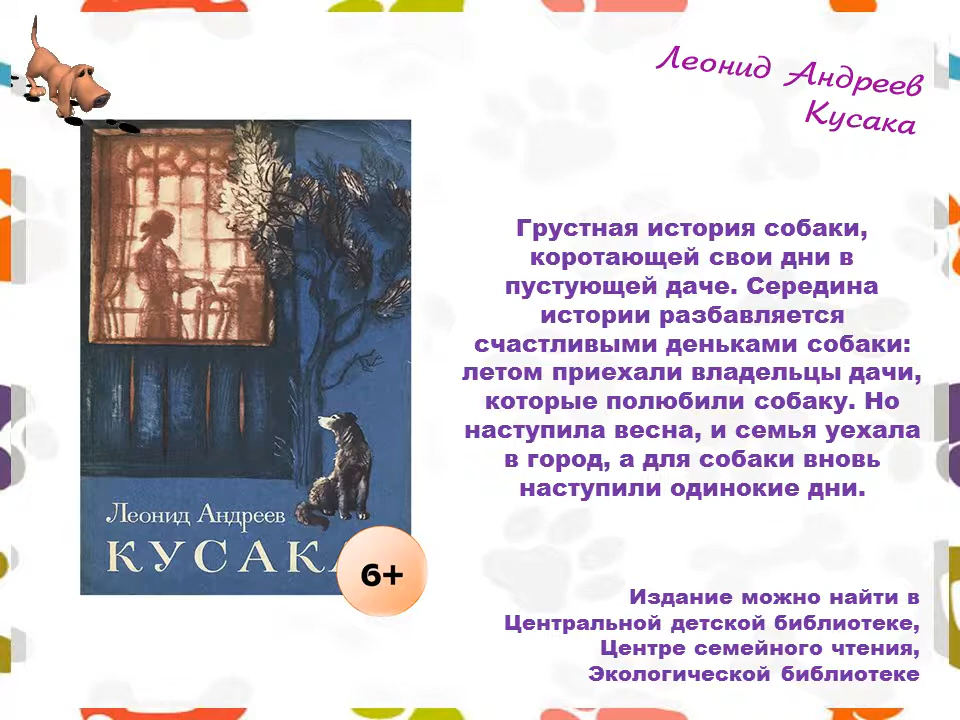 Леонид Андреев
Кусака
Грустная история собаки,
коротающей свои дни в
пустующей даче. Середина
истории разбавляется
счастливыми деньками собаки:
летом приехали владельцы дачи,
которые полюбили собаку. Но
наступила весна, и семья уехала
в город, а для собаки вновь
наступили одинокие дни.
Леонид Андреев
КУСАКА
6+
Издание можно найти в
Центральной детской библиотеке,
Центре семейного чтения,
Экологической библиотеке